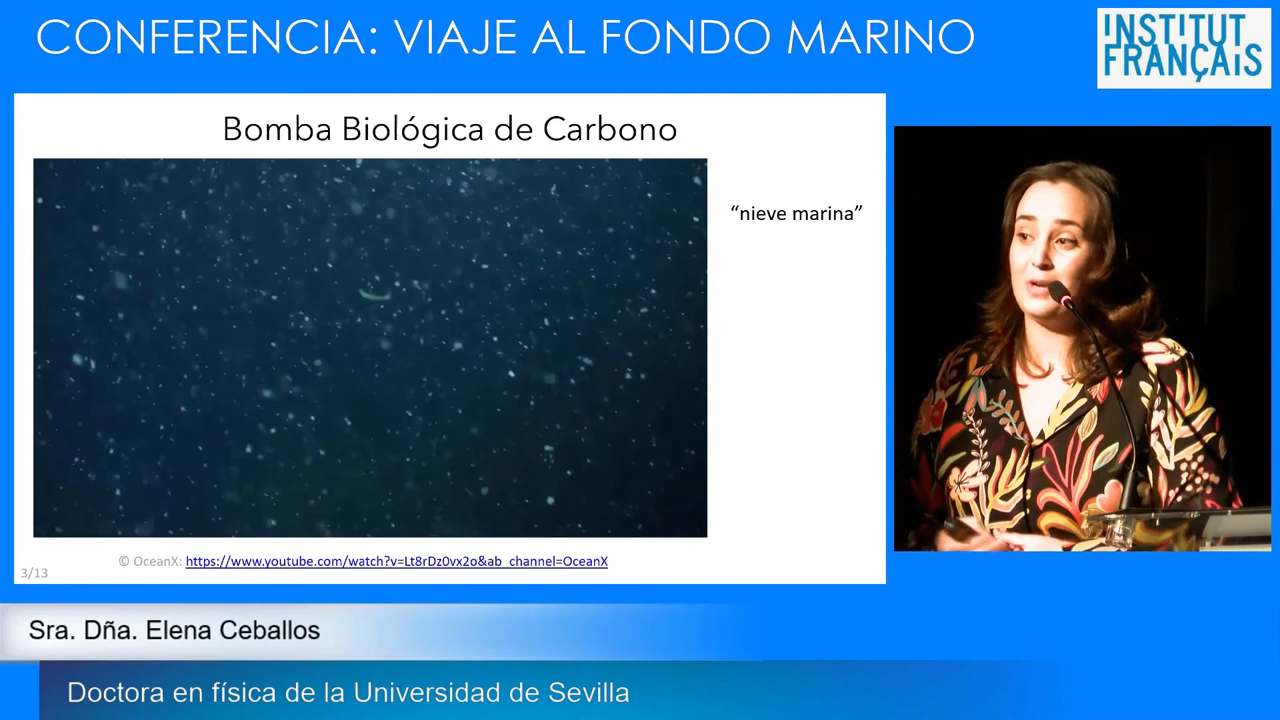 CONFERENCIA: VIAJE AL FONDO MARINO
INSTITUT
FRANÇAIS
Bomba Biológica de Carbono
“nieve marina”
© OceanX: https://www.youtube.com/watch?v=Lt8rDz0vx2o&ab_channel=OceanX
3/13
Sra. Dña. Elena Ceballos
Doctora en física de la Universidad de Sevilla